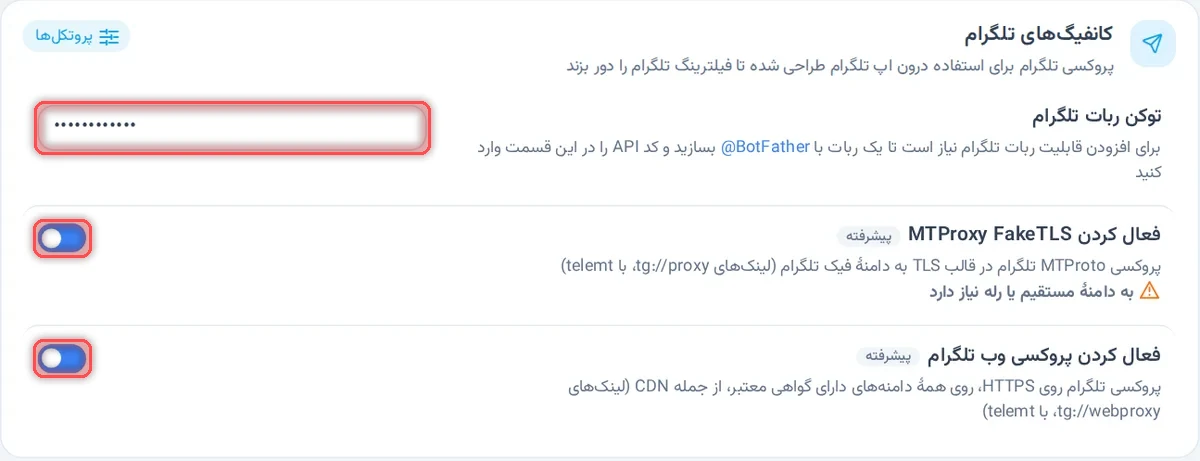 کانفیگ‌های تلگرام
پروتکل‌ها
پروکسی تلگرام برای استفاده درون اپ تلگرام طراحی شده تا فیلترینگ تلگرام را دور بزند
توکن ربات تلگرام
••••••••••••
برای افزودن قابلیت ربات تلگرام نیاز است تا یک ربات با @BotFather بسازید و کد API را در این قسمت وارد
کنید
فعال کردن MTProxy FakeTLS پیشرفته
پروکسی MTProto تلگرام در قالب TLS به دامنهٔ فیک تلگرام (لینک‌های tg://proxy، با telemt)
به دامنهٔ مستقیم یا رله نیاز دارد
فعال کردن پروکسی وب تلگرام پیشرفته
پروکسی تلگرام روی HTTPS، روی همهٔ دامنه‌های دارای گواهی معتبر، از جمله CDN (لینک‌های
tg://webproxy، با telemt)